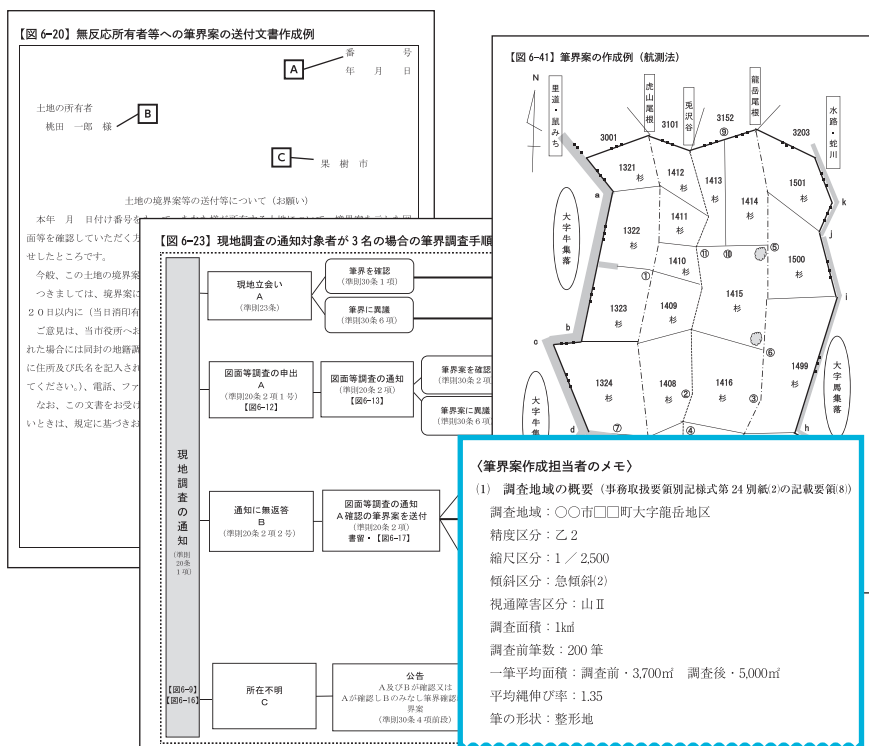 【図 6-20】無反応所有者等への筆界案の送付文書作成例
番　　号
A
年　月　日
土地の所有者
桃田　一郎　様
B
C
果　樹　市
土地の境界案等の送付等について（お願い）
本年　月　日付け番号を
面等を確認していただく方
せしたところです。
今般、この土地の境界案
つきましては、境界案に
２０日以内に（当日消印有
ご意見は、当市役所へお
れた場合には同封の地籍調
に住所及び氏名を記入され
てください。）、電話、ファ
なお、この文書をお受け
いときは、規定に基づきお
【図 6-23】現地調査の通知対象者が 3 名の場合の筆界調査手順
現地調査の通知
（準則20条1項）
【図6-9】
【図6-16】
現地立会い
A
（準則23条）
筆界を確認
（準則30条１項）
筆界に異議
（準則30条６項）
図面等調査の申出
A
（準則20条２項１号）
【図6-12】
図面等調査の通知
（準則20条２項）
【図6-13】
筆界案を確認
（準則30条２項
筆界案に異議
（準則30条６項
通知に無返答
B
（準則20条２項２号）
図面等調査の通知
A確認の筆界案を送付
（準則20条２項）
書留・【図6-17】
所在不明
C
公告
A及びBが確認又は
Aが確認しBのみなし筆界確認
界案
（準則30条４項前段）
【図 6-41】筆界案の作成例（航測法）
N
里道・鼠みち
虎山尾根
兎沢谷
龍岳尾根
水路・蛇川
3001
3101
3152
⑨
3203
1321
杉
1412
杉
1413
杉
1414
杉
1501
杉
a
k
1322
杉
1411
杉
j
大字牛集落
1410
杉
⑪
⑩
⑤
1500
杉
①
i
1323
杉
1409
杉
1415
杉
b
c
⑥
1499
杉
大字馬集落
1324
杉
1408
杉
②
1416
杉
③
大字牛集
d
⑦
④
h
〈筆界案作成担当者のメモ〉
⑴　調査地域の概要（事務取扱要領別記様式第 24 別紙⑵の記載要領⑻）
調査地域：○○市□□町大字龍岳地区
精度区分：乙２
縮尺区分：１／2,500
傾斜区分：急傾斜⑵
視通障害区分：山Ⅱ
調査面積：1㎢
調査前筆数：200 筆
一筆平均面積：調査前・3,700㎡　調査後・5,000㎡
平均縄伸び率：1.35
筆の形状：整形地